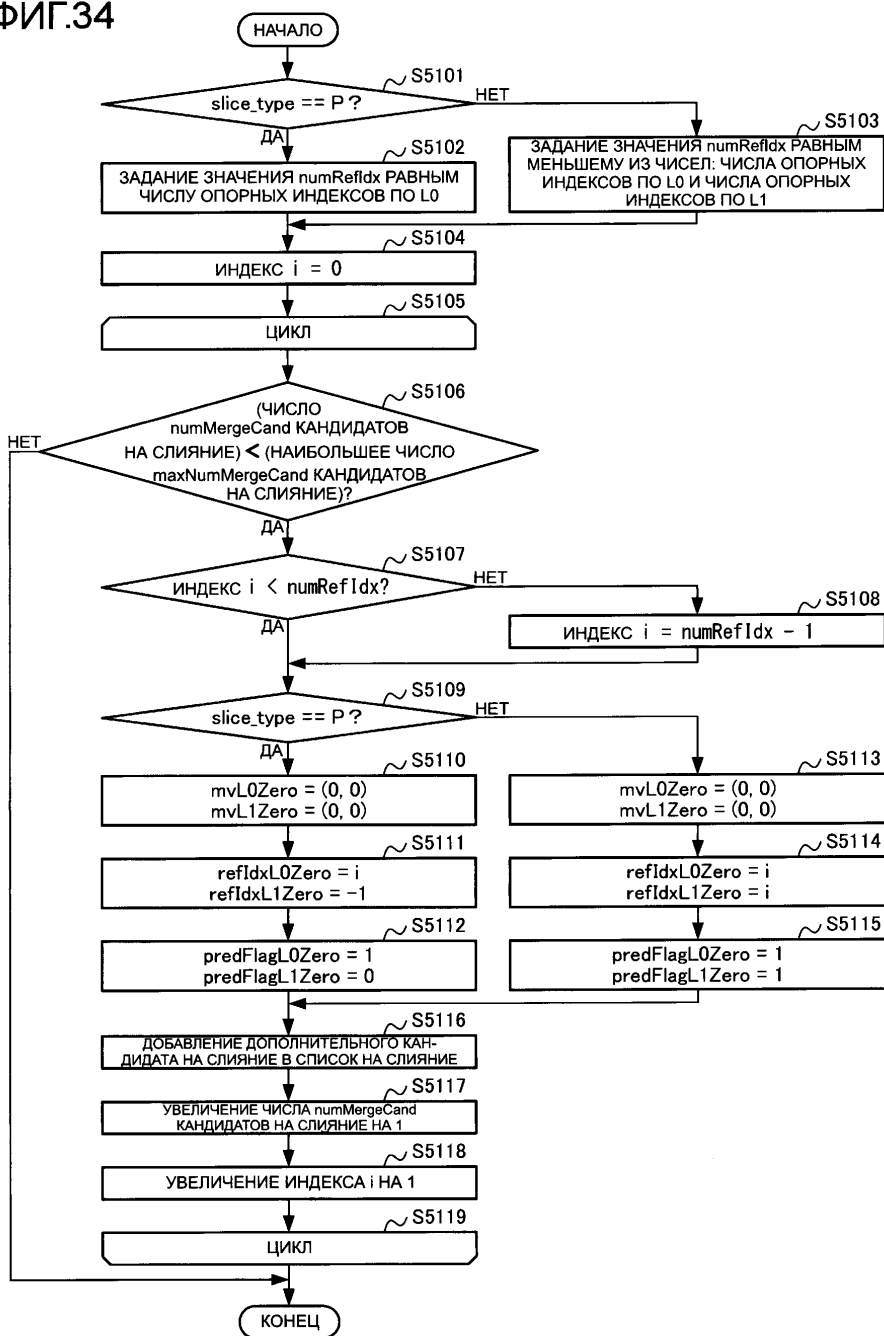 ФИГ.34
НАЧАЛО
S5101
slice_type == P ?
НЕТ
ДА
S5102
ЗАДАНИЕ ЗНАЧЕНИЯ numRefIdx РАВНЫМ
ЧИСЛУ ОПОРНЫХ ИНДЕКСОВ ПО L0
S5103
ЗАДАНИЕ ЗНАЧЕНИЯ numRefIdx РАВНЫМ
МЕНЬШЕМУ ИЗ ЧИСЕЛ: ЧИСЛА ОПОРНЫХ
ИНДЕКСОВ ПО L0 И ЧИСЛА ОПОРНЫХ
ИНДЕКСОВ ПО L1
S5104
ИНДЕКС i = 0
S5105
ЦИКЛ
S5106
(ЧИСЛО
numMergeCand КАНДИДАТОВ
НА СЛИЯНИЕ) < (НАИБОЛЬШЕЕ ЧИСЛО
maxNumMergeCand КАНДИДАТОВ
НА СЛИЯНИЕ)?
НЕТ
ДА
S5107
ИНДЕКС i < numRefIdx?
НЕТ
ДА
S5108
ИНДЕКС i = numRefIdx - 1
S5109
slice_type == P ?
НЕТ
ДА
S5110
mvL0Zero = (0, 0)
mvL1Zero = (0, 0)
S5113
mvL0Zero = (0, 0)
mvL1Zero = (0, 0)
S5111
refIdxL0Zero = i
refIdxL1Zero = -1
S5114
refIdxL0Zero = i
refIdxL1Zero = i
S5112
predFlagL0Zero = 1
predFlagL1Zero = 0
S5115
predFlagL0Zero = 1
predFlagL1Zero = 1
S5116
ДОБАВЛЕНИЕ ДОПОЛНИТЕЛЬНОГО КАН-
ДИДАТА НА СЛИЯНИЕ В СПИСОК НА СЛИЯНИЕ
S5117
УВЕЛИЧЕНИЕ ЧИСЛА numMergeCand
КАНДИДАТОВ НА СЛИЯНИЕ НА 1
S5118
УВЕЛИЧЕНИЕ ИНДЕКСА i НА 1
S5119
ЦИКЛ
КОНЕЦ